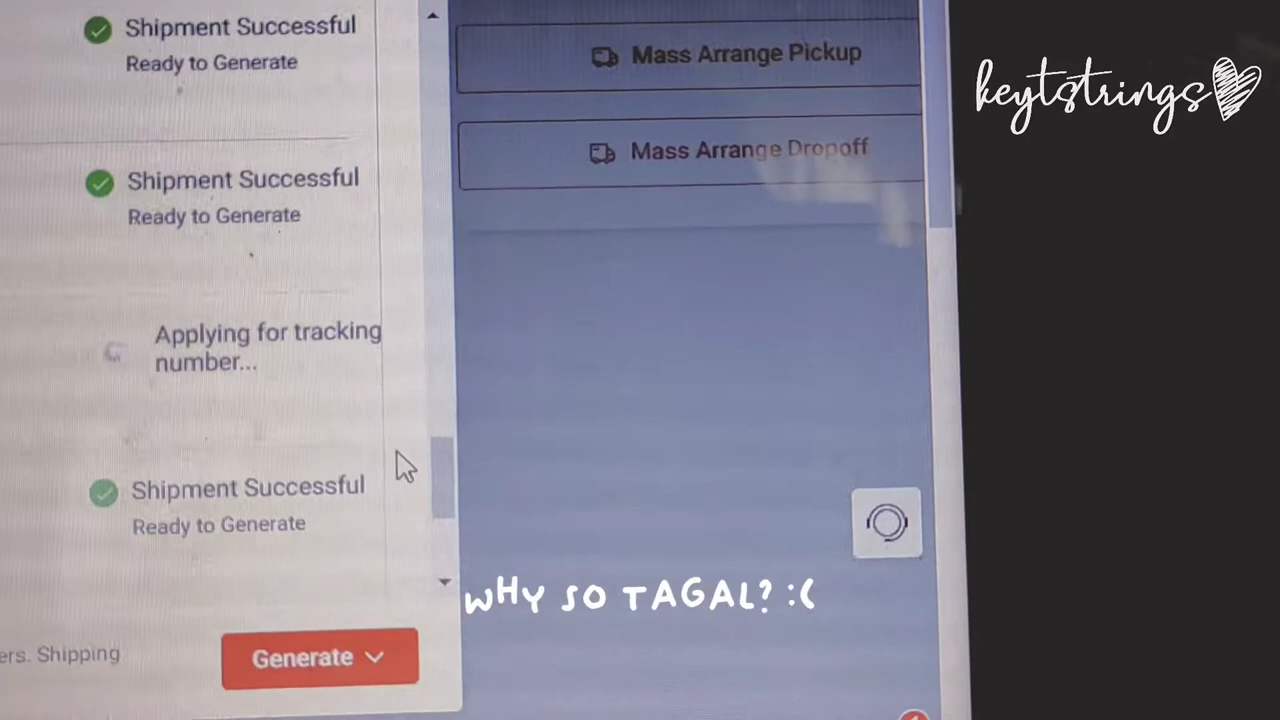 Shipment Successful
Ready to Generate
Shipment Successful
Ready to Generate
Applying for tracking
number...
Shipment Successful
Ready to Generate
ers. Shipping
Generate
Mass Arrange Pickup
Mass Arrange Dropoff
WHY SO TAGAL? :(
keytstrings